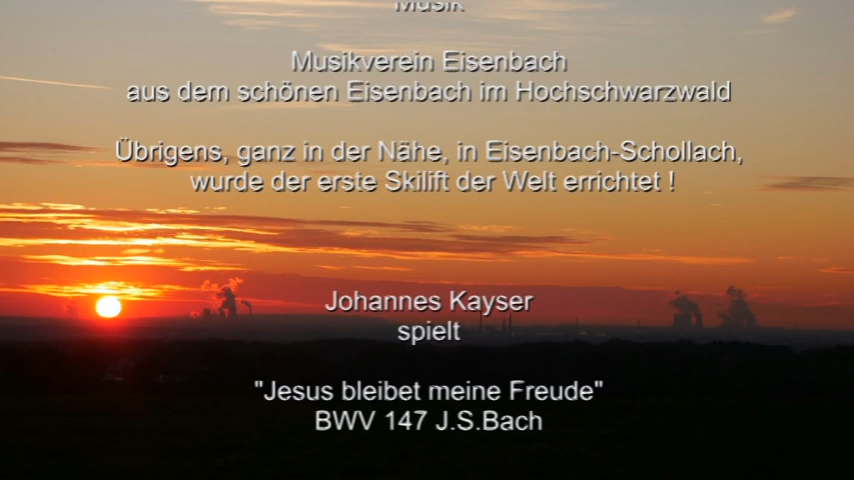 Musik
Musikverein Eisenbach
aus dem schönen Eisenbach im Hochschwarzwald
Übrigens, ganz in der Nähe, in Eisenbach-Schollach,
wurde der erste Skilift der Welt errichtet !
Johannes Kayser
spielt
"Jesus bleibet meine Freude"
BWV 147 J.S.Bach